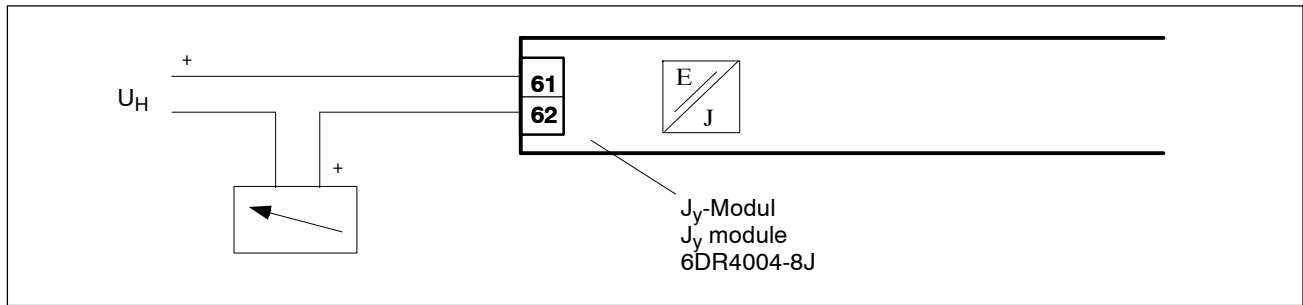 +
U_H
+
61
62
E
J
J_y-Modul
J_y module
6DR4004-8J